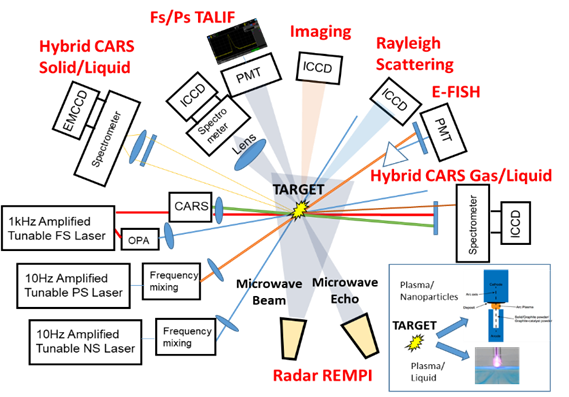 Fs/Ps TALIF
Imaging
Hybrid CARS
Solid/Liquid
Rayleigh
Scattering
E-FISH
EMCCD
Spectrometer
ICCD
Spectro
meter
PMT
Lens
ICCD
ICCD
PMT
TARGET
Hybrid CARS Gas/Liquid
CARS
1kHz Amplified
Tunable FS Laser
OPA
Spectrometer
ICCD
10Hz Amplified
Tunable PS Laser
Frequency
mixing
10Hz Amplified
Tunable NS Laser
Frequency
mixing
Microwave
Beam
Microwave
Echo
Radar REMPI
Plasma/
Nanoparticles
TARGET
Plasma/
Liquid
Cathode
Arc Plasma